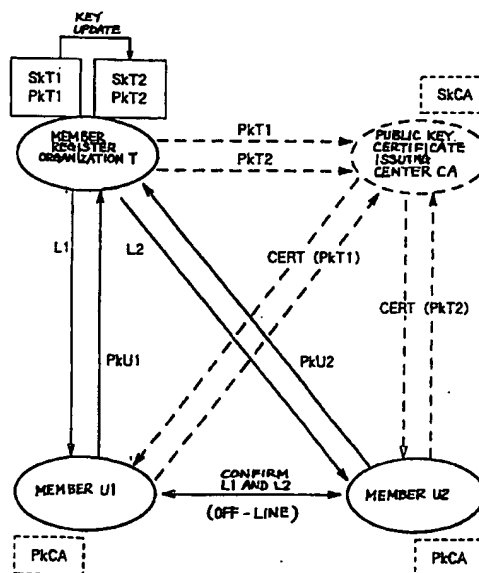 KEY
UPDATE
SkT1
PkT1
SkT2
PkT2
SkCA
MEMBER
REGISTER
ORGANIZATION T
PkT1
PkT2
PUBLIC KEY
CERTIFICATE
ISSUING
CENTER CA
L1
L2
CERT (PkT1)
CERT (PkT2)
PkU1
PkU2
MEMBER U1
CONFIRM
L1 AND L2
(OFF-LINE)
MEMBER U2
PkCA
PkCA